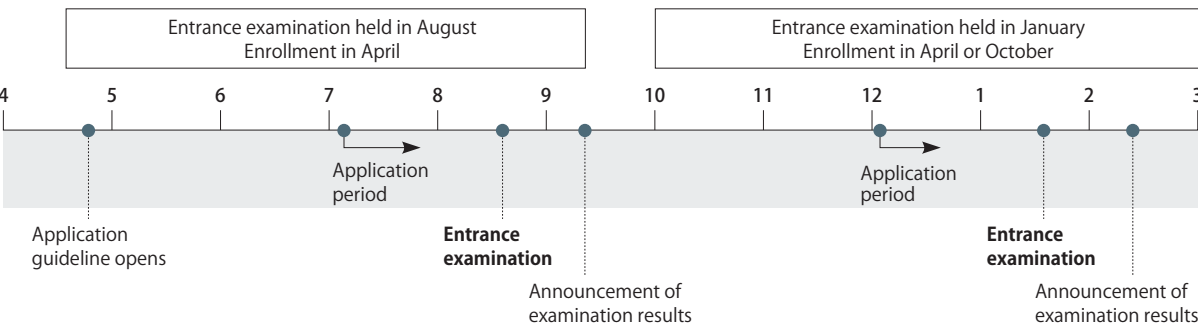 Entrance examination held in August
Enrollment in April
Entrance examination held in January
Enrollment in April or October
4 5 6 7 8 9 10 11 12 1 2 3
Application
period
Application
period
Application
guideline opens
Entrance
examination
Entrance
examination
Announcement of
examination results
Announcement of
examination results